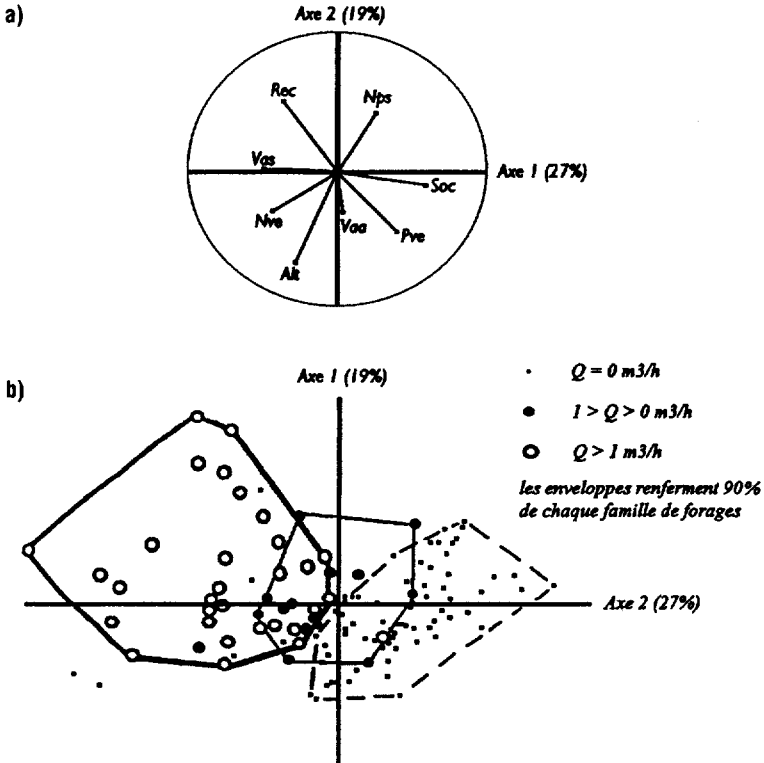 a)
Axe 2 (19%)
Rec
Nps
Vas
Axe 1 (27%)
Soc
Nve
Vaa
Pve
Alt
b)
Axe 1 (19%)
Q = 0 m3/h
1 > Q > 0 m3/h
Q > 1 m3/h
les enveloppes renferment 90%
de chaque famille de forages
Axe 2 (27%)